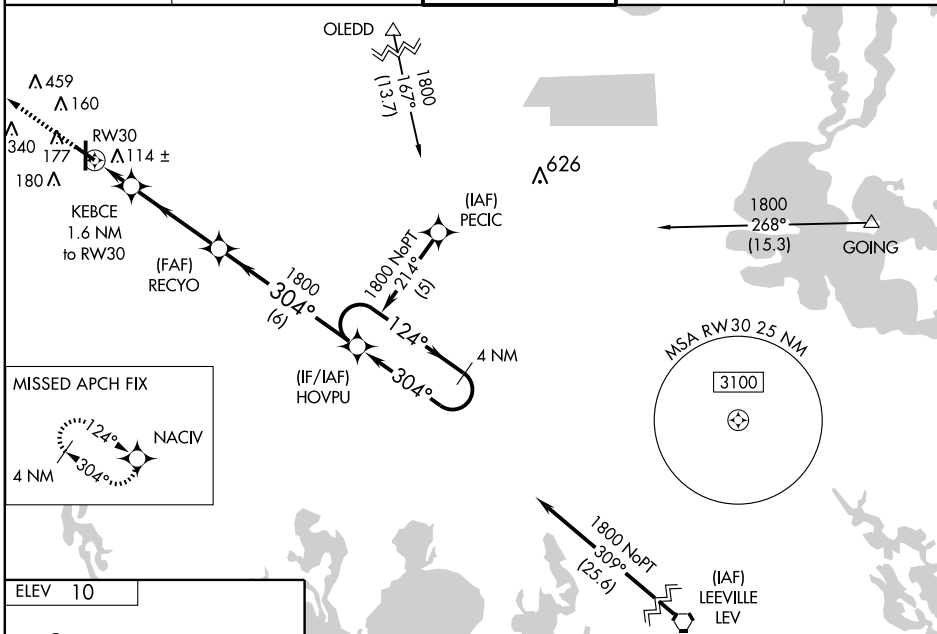 OLEDD
1800
167°
(13.7)
459
160
340
177
RW30
114 ±
180
626
KEBCE
1.6 NM
to RW30
(IAF)
PECIC
1800
268°
(15.3)
GOING
(FAF)
RECYO
1800 NoPT
214°
(5)
1800
304°
(6)
124°
4 NM
304°
(IF/IAF)
HOVPU
MSA RW30 25 NM
3100
MISSED APCH FIX
124°
NACIV
4 NM
304°
1800 NoPT
309°
(25.6)
(IAF)
LEEVILLE
LEV
ELEV 10